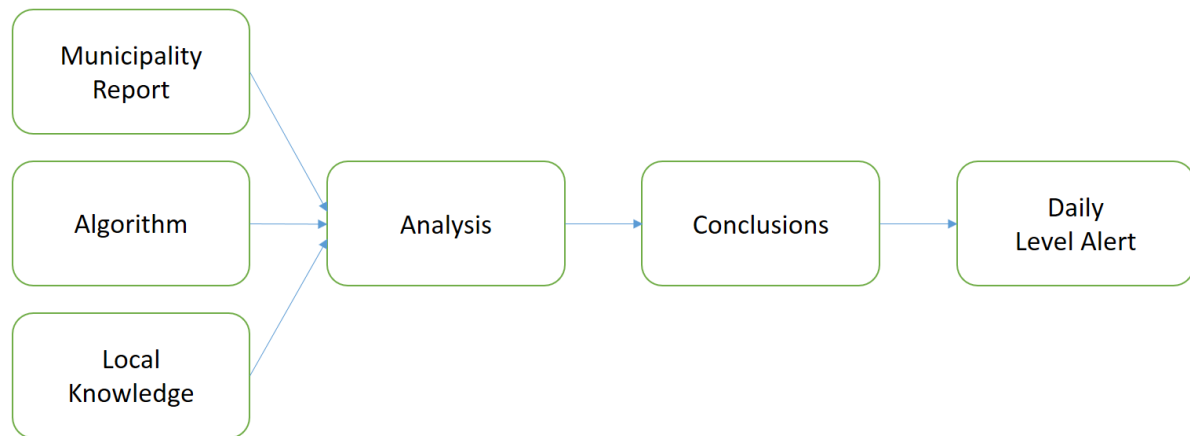 Municipality
Report
Algorithm
Local
Knowledge
Analysis
Conclusions
Daily
Level Alert